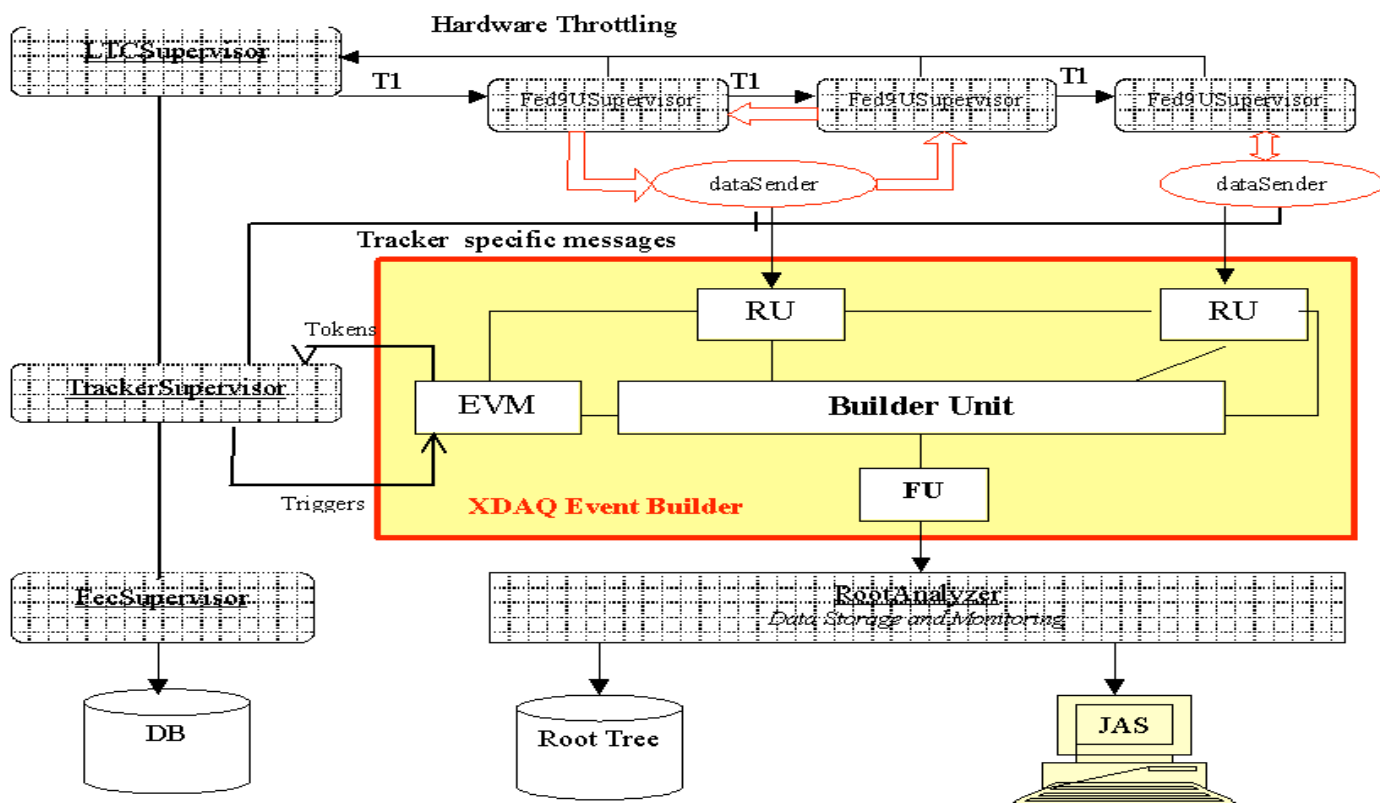 Hardware Throttling
LTCSupervisor
T1
Fed9USupervisor
T1
Fed9USupervisor
T1
Fed9USupervisor
dataSender
dataSender
Tracker specific messages
RU
RU
Tokens
TrackerSupervisor
EVM
Builder Unit
Triggers
XDAQ Event Builder
FU
FecSupervisor
RootAnalyzer
Data Storage and Monitoring
DB
Root Tree
JAS